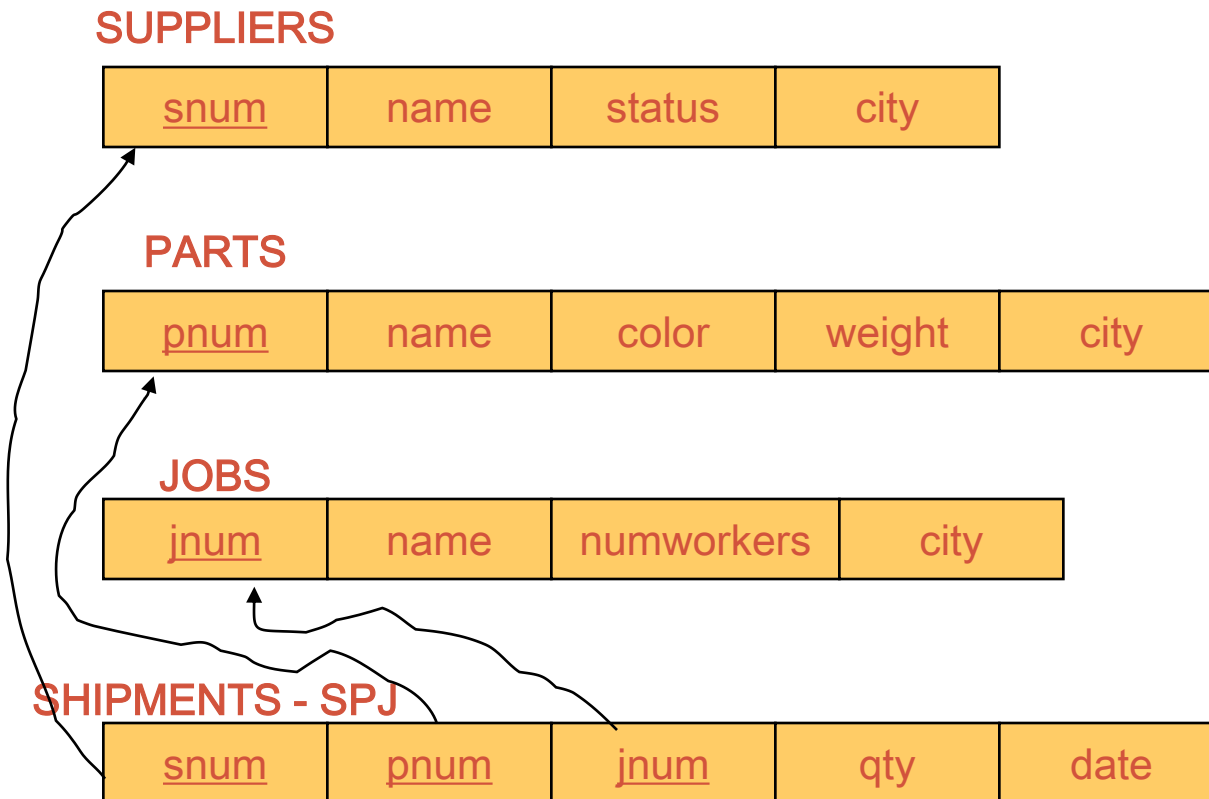 SUPPLIERS
snum name status city
PARTS
pnum name color weight city
JOBS
jnum name numworkers city
SHIPMENTS - SPJ
snum pnum jnum qty date